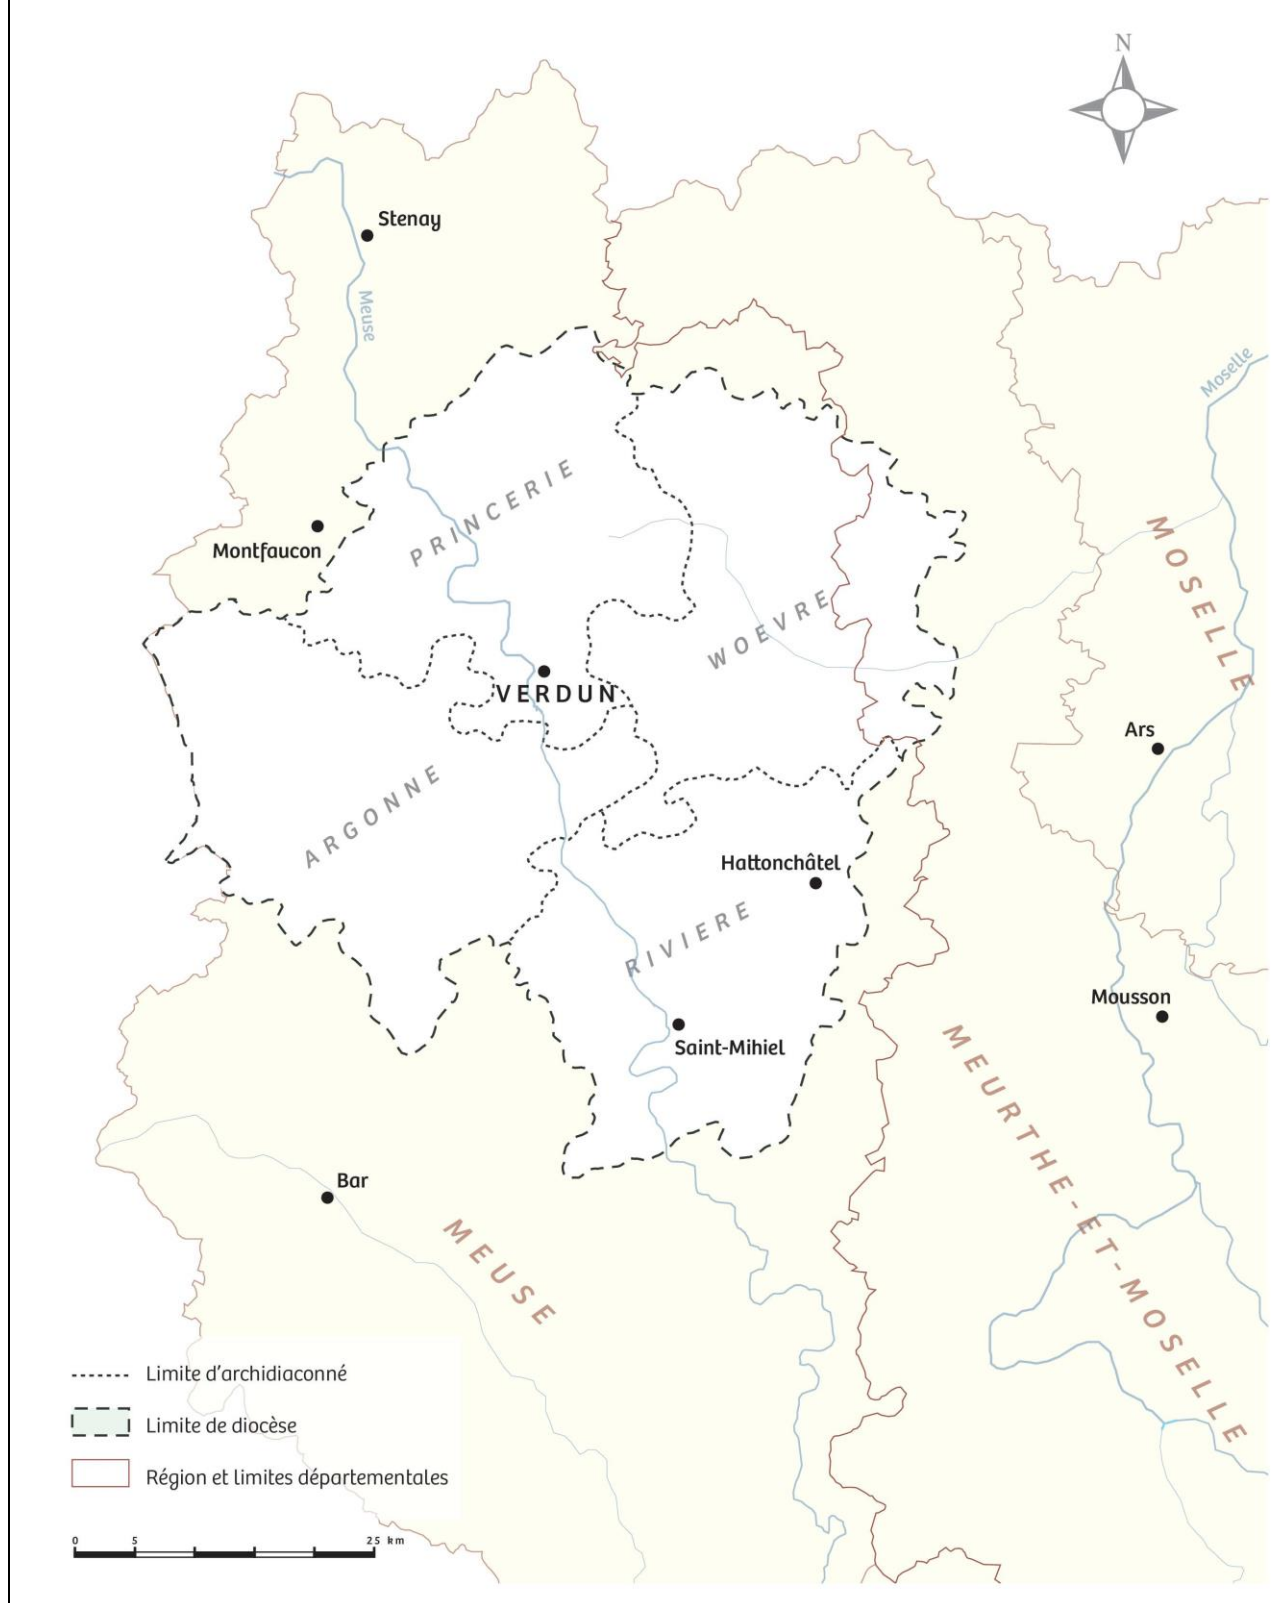 N
Stenay
Meuse
Moselle
PRINCERIE
Montfaucon
MOSELLE
WOEVRE
VERDUN
Ars
ARGONNE
Hattonchâtel
RIVIERE
Mousson
Saint-Mihiel
MEURTHE-ET-MOSELLE
Bar
MEUSE
Limite d'archidiaconné
Limite de diocèse
Région et limites départementales
0 5 25 km